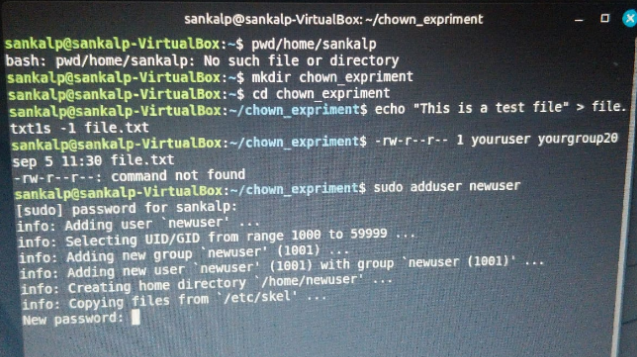 sankalp@sankalp-VirtualBox: ~/chown_expriment
sankalp@sankalp-VirtualBox:~$ pwd/home/sankalp
bash: pwd/home/sankalp: No such file or directory
sankalp@sankalp-VirtualBox:~$ mkdir chown_expriment
sankalp@sankalp-VirtualBox:~$ cd chown_expriment
sankalp@sankalp-VirtualBox:~/chown_expriment$ echo "This is a test file" > file.
txtls -l file.txt
sankalp@sankalp-VirtualBox:~/chown_expriment$ -rw-r--r-- 1 youruser yourgroup20
sep 5 11:30 file.txt
-rw-r--r--: command not found
sankalp@sankalp-VirtualBox:~/chown_expriment$ sudo adduser newuser
[sudo] password for sankalp:
info: Adding user `newuser' ...
info: Selecting UID/GID from range 1000 to 59999 ...
info: Adding new group `newuser' (1001) ...
info: Adding new user `newuser' (1001) with group `newuser (1001)' ...
info: Creating home directory `/home/newuser' ...
info: Copying files from `/etc/skel' ...
New password: